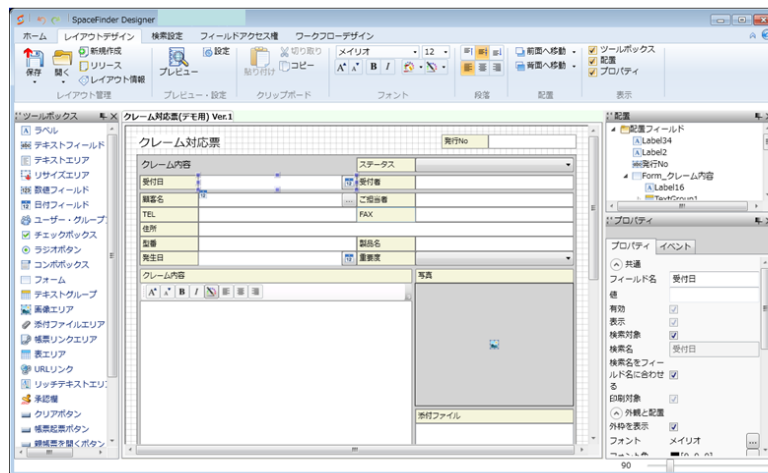 SpaceFinder Designer
ホーム レイアウトデザイン 検索設定 フィールドアクセス権 ワークフローデザイン
保存 開く 新規作成 リリース レイアウト情報
プレビュー 設定
貼り付け 切り取り コピー
メイリオ 12
A A B I
前面へ移動 背面へ移動
ツールボックス
配置
プロパティ
レイアウト管理 プレビュー・設定 クリップボード フォント 段落 配置 表示
ツールボックス
ラベル
テキストフィールド
テキストエリア
リサイズエリア
数値フィールド
日付フィールド
ユーザー・グループ
チェックボックス
ラジオボタン
コンボボックス
フォーム
テキストグループ
画像エリア
添付ファイルエリア
帳票リンクエリア
表エリア
URLリンク
リッチテキストエリ
承認欄
クリアボタン
帳票起票ボタン
親帳票を開くボタン
クレーム対応票(デモ用) Ver.1
クレーム対応票 発行No
クレーム内容 ステータス
受付日 受付者
顧客名 ご担当者
TEL FAX
住所
型番 製品名
発生日 重要度
クレーム内容 写真
A A B I
添付ファイル
配置
配置フィールド
Label34
Label2
発行No
Form_クレーム内容
Label16
TextGroup1
プロパティ
プロパティ イベント
共通
フィールド名 受付日
値
有効
表示
検索対象
検索名 受付日
検索名をフィー
ルド名に合わせ
る
印刷対象
外観と配置
外枠を表示
フォント メイリオ
90